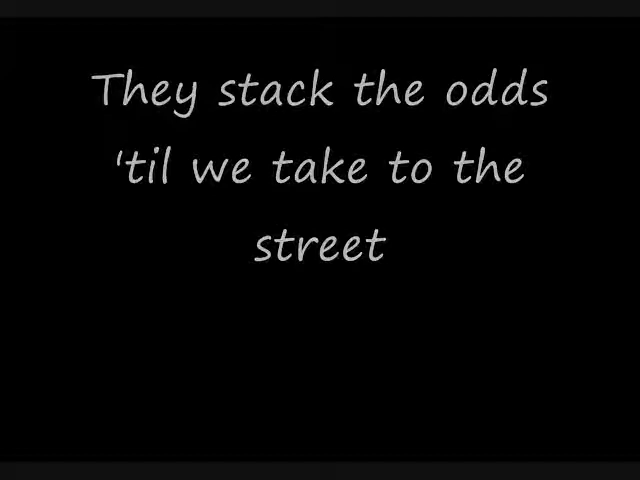 They stack the odds
'til we take to the
street